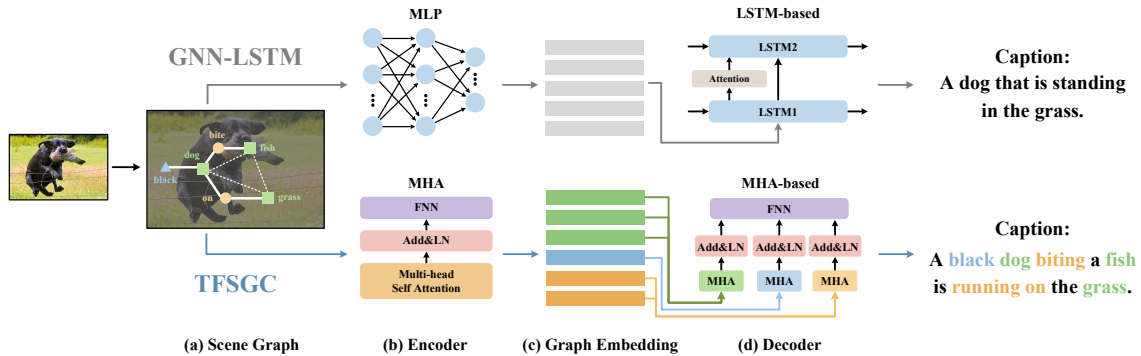 MLP
LSTM-based
GNN-LSTM
LSTM2
Attention
LSTM1
Caption:
A dog that is standing
in the grass.
bite
dog
fish
black
on
grass
TFSGC
MHA
FNN
Add&LN
Multi-head
Self Attention
MHA-based
FNN
Add&LN Add&LN Add&LN
MHA MHA MHA
Caption:
A black dog biting a fish
is running on the grass.
(a) Scene Graph (b) Encoder (c) Graph Embedding (d) Decoder